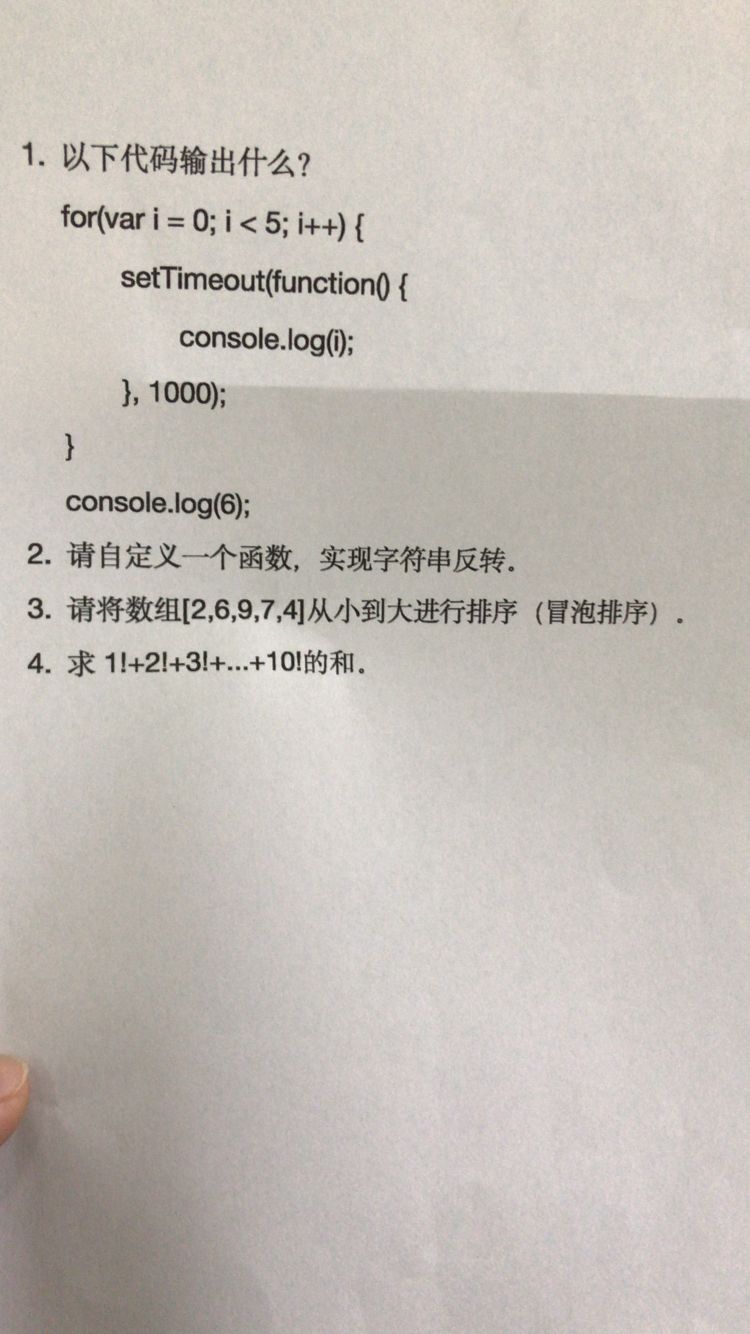 1. 以下代码输出什么?
for(var i = 0; i < 5; i++) {
setTimeout(function() {
console.log(i);
}, 1000);
}
console.log(6);
2. 请自定义一个函数，实现字符串反转。
3. 请将数组[2,6,9,7,4]从小到大进行排序（冒泡排序）。
4. 求 1!+2!+3!+...+10!的和。